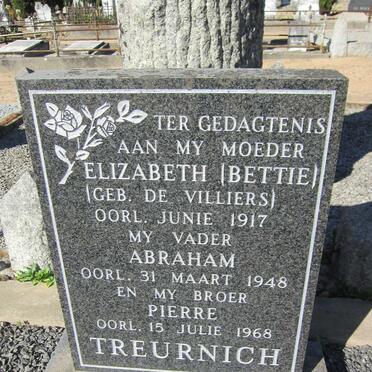 TER GEDAGTENIS
AAN MY MOEDER
ELIZABETH (BETTIE)
(GEB. DE VILLIERS)
OORL. JUNIE 1917
MY VADER
ABRAHAM
OORL. 31 MAART 1948
EN MY BROER
PIERRE
OORL. 15 JULIE 1968
TREURNICH